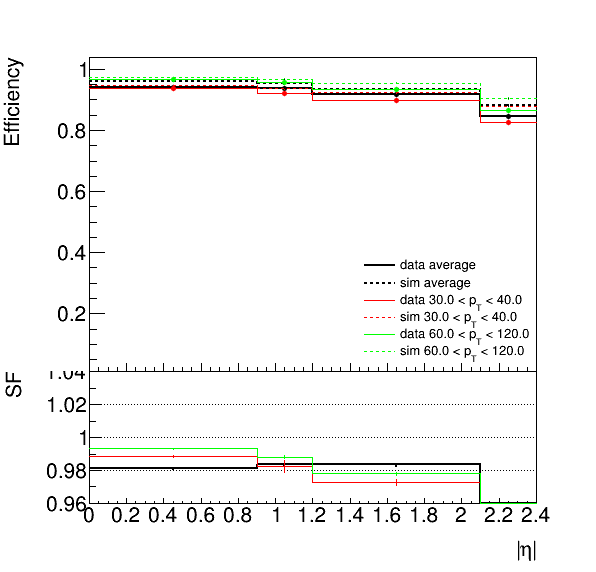 Efficiency
1
0.8
0.6
0.4
0.2
data average
sim average
data 30.0 < p_T < 40.0
sim 30.0 < p_T < 40.0
data 60.0 < p_T < 120.0
sim 60.0 < p_T < 120.0
SF
1.04
1.02
1
0.98
0.96
0 0.2 0.4 0.6 0.8 1 1.2 1.4 1.6 1.8 2 2.2 2.4
|η|